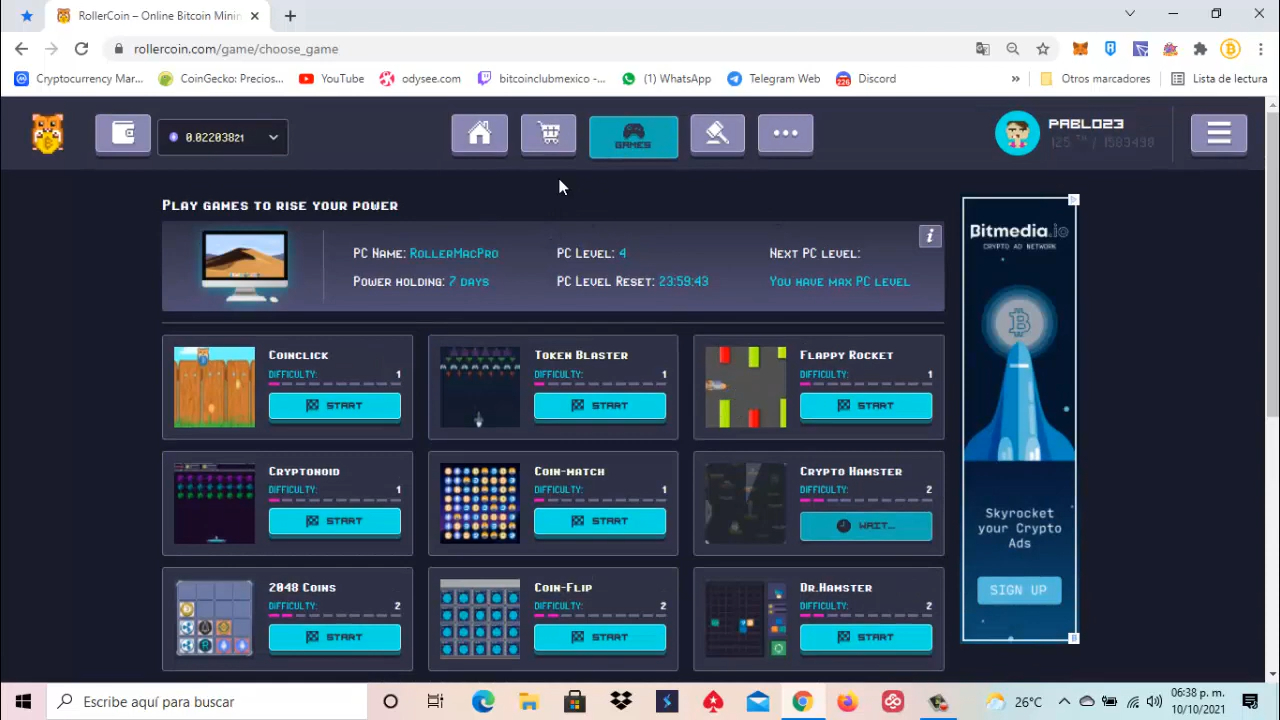 RollerCoin – Online Bitcoin Minin
rollercoin.com/game/choose_game
Cryptocurrency Mar...
CoinGecko: Precios...
YouTube
odysee.com
bitcoinclubmexico -...
(1) WhatsApp
Telegram Web
226
Discord
»
Otros marcadores
Lista de lectura
0.02203821
GAMES
PABLO23
125 TH / 1503498
PLAY GAMES TO RISE YOUR POWER
PC NAME: ROLLERMACPRO
PC LEVEL: 4
NEXT PC LEVEL:
POWER HOLDING: 7 DAYS
PC LEVEL RESET: 23:59:43
YOU HAVE MAX PC LEVEL
COINCLICK
DIFFICULTY: 1
START
TOKEN BLASTER
DIFFICULTY: 1
START
FLAPPY ROCKET
DIFFICULTY: 1
START
CRYPTONOID
DIFFICULTY: 1
START
COIN-MATCH
DIFFICULTY: 1
START
CRYPTO HAMSTER
DIFFICULTY: 2
WAIT...
2048 COINS
DIFFICULTY: 2
START
COIN-FLIP
DIFFICULTY: 2
START
DR.HAMSTER
DIFFICULTY: 2
START
Bitmedia.io
CRYPTO AD NETWORK
Skyrocket
your Crypto
Ads
SIGN UP
Escribe aquí para buscar
26°C
06:38 p. m.
10/10/2021